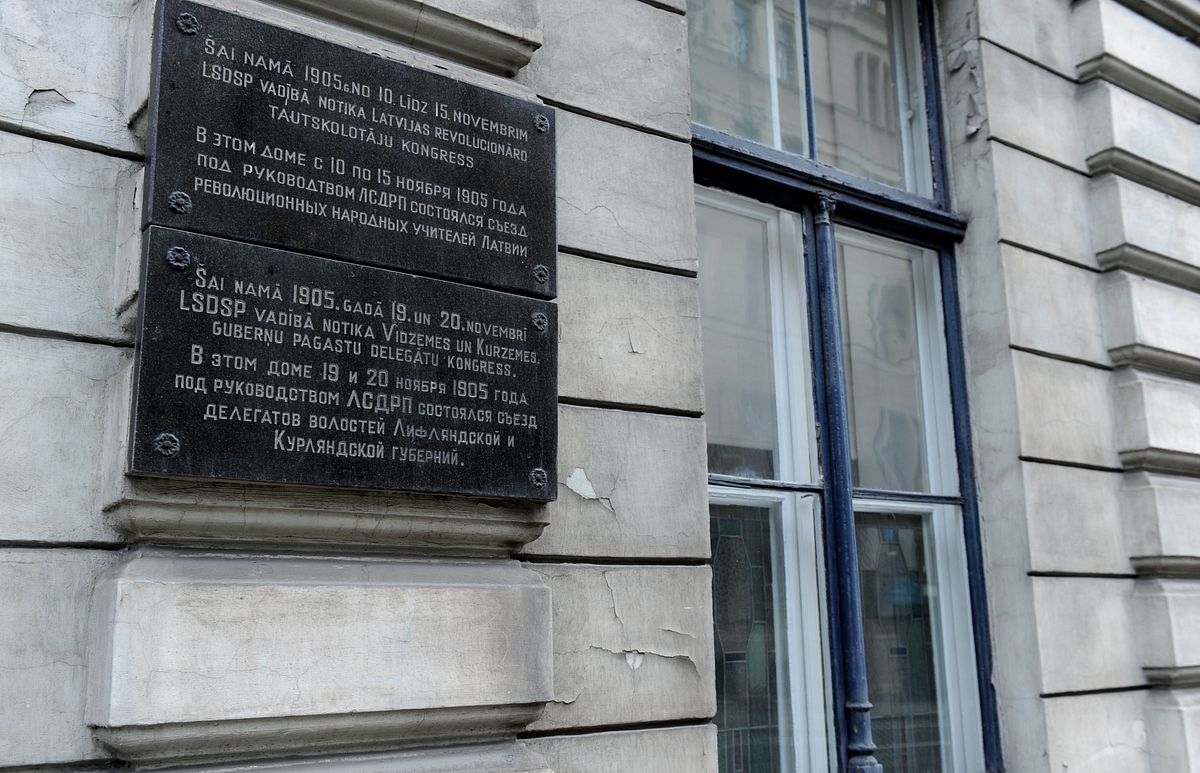 ŠAI NAMĀ 1905.G.NO 10. LĪDZ 15. NOVEMBRIM
LSDSP VADĪBĀ NOTIKA LATVIJAS REVOLUCIONĀRO
TAUTSKOLOTĀJU KONGRESS
В ЭТОМ ДОМЕ С 10 ПО 15 НОЯБРЯ 1905 ГОДА
ПОД РУКОВОДТВОМ ЛСДРП СОСТОЯЛСЯ СЪЕЗД
РЕВОЛЮЦИОННЫХ НАРОДНЫХ УЧИТЕЛЕЙ ЛАТВИИ
ŠAI NAMĀ 1905. GADĀ 19. UN 20. NOVEMBRĪ
LSDSP VADĪBĀ NOTIKA VIDZEMES UN KURZEMES.
GUBERŅU PAGASTU DELEGĀTU KONGRESS.
В ЭТОМ ДОМЕ 19 И 20 НОЯБРЯ 1905 ГОДА
ПОД РУКОВОДСТВОМ ЛСДРП СОСТОЯЛСЯ СЪЕЗД
ДЕЛЕГАТОВ ВОЛОСТЕЙ ЛИФЛЯНДСКОЙ И
КУРЛЯНДСКОЙ ГУБЕРНИЙ.